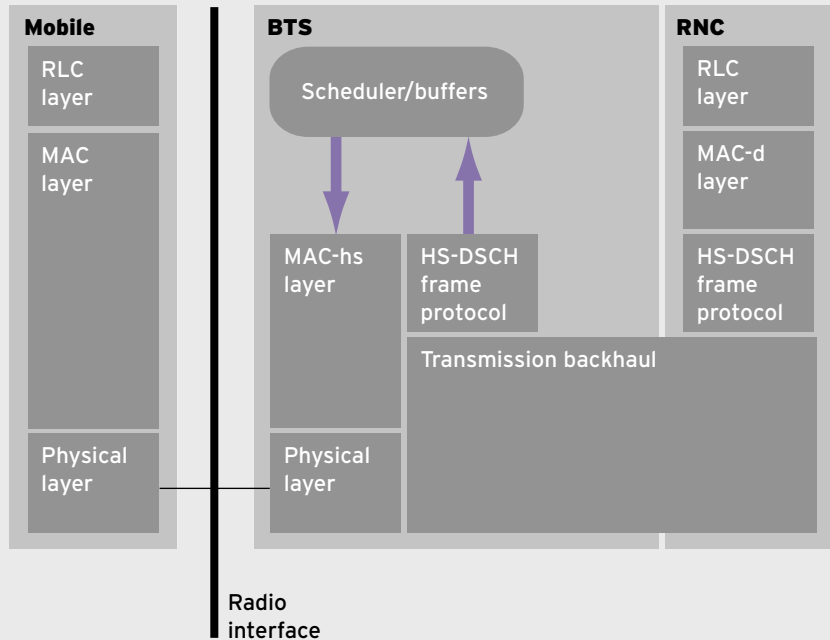 Mobile
RLC
layer
MAC
layer
Physical
layer
BTS
Scheduler/buffers
MAC-hs
layer
HS-DSCH
frame
protocol
Transmission backhaul
Physical
layer
RNC
RLC
layer
MAC-d
layer
HS-DSCH
frame
protocol
Radio
interface